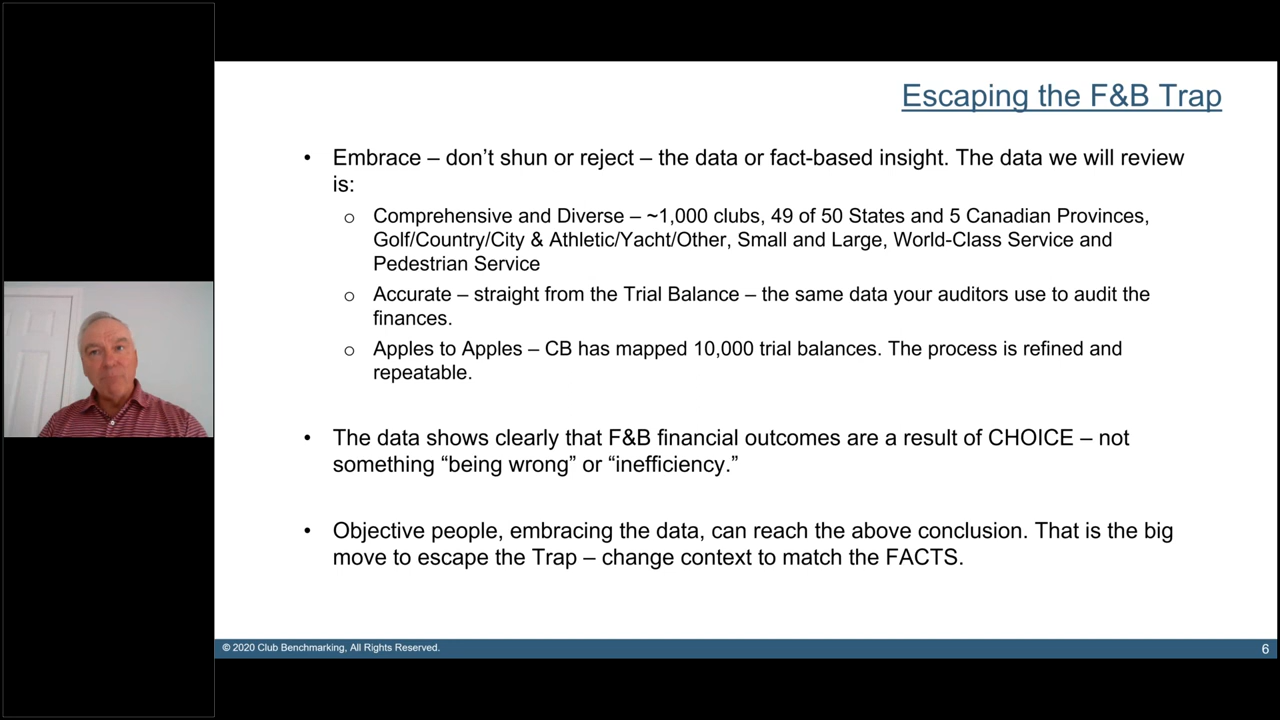 Escaping the F&B Trap
• Embrace – don’t shun or reject – the data or fact-based insight. The data we will review
is:
o Comprehensive and Diverse – ~1,000 clubs, 49 of 50 States and 5 Canadian Provinces,
Golf/Country/City & Athletic/Yacht/Other, Small and Large, World-Class Service and
Pedestrian Service
o Accurate – straight from the Trial Balance – the same data your auditors use to audit the
finances.
o Apples to Apples – CB has mapped 10,000 trial balances. The process is refined and
repeatable.
• The data shows clearly that F&B financial outcomes are a result of CHOICE – not
something “being wrong” or “inefficiency.”
• Objective people, embracing the data, can reach the above conclusion. That is the big
move to escape the Trap – change context to match the FACTS.
© 2020 Club Benchmarking, All Rights Reserved.
6